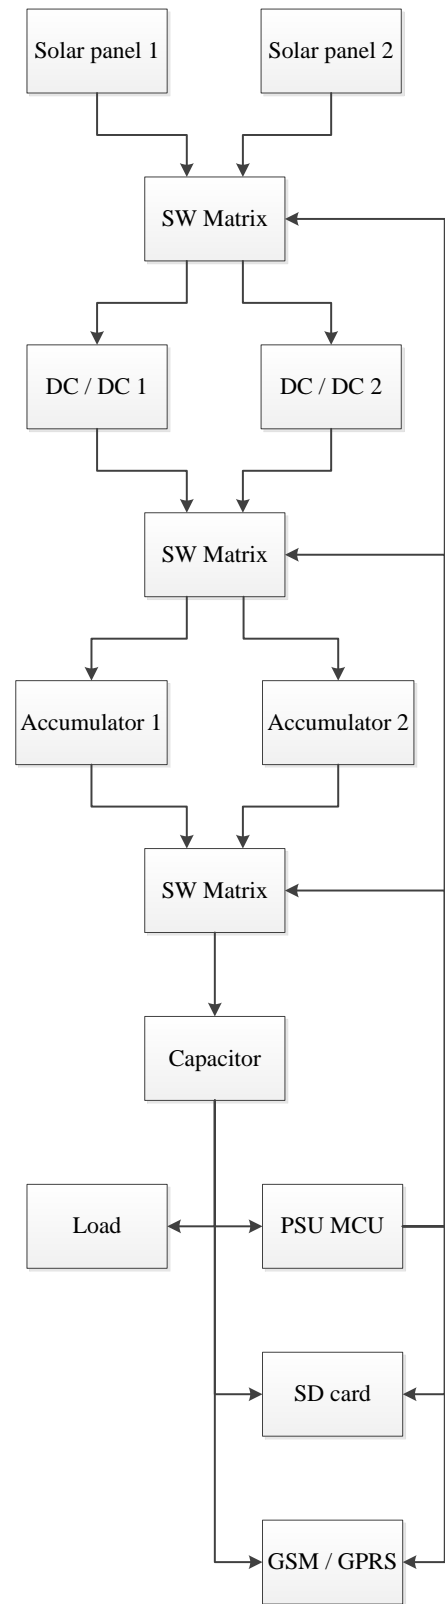 Solar panel 1
Solar panel 2
SW Matrix
DC / DC 1
DC / DC 2
SW Matrix
Accumulator 1
Accumulator 2
SW Matrix
Capacitor
Load
PSU MCU
SD card
GSM / GPRS